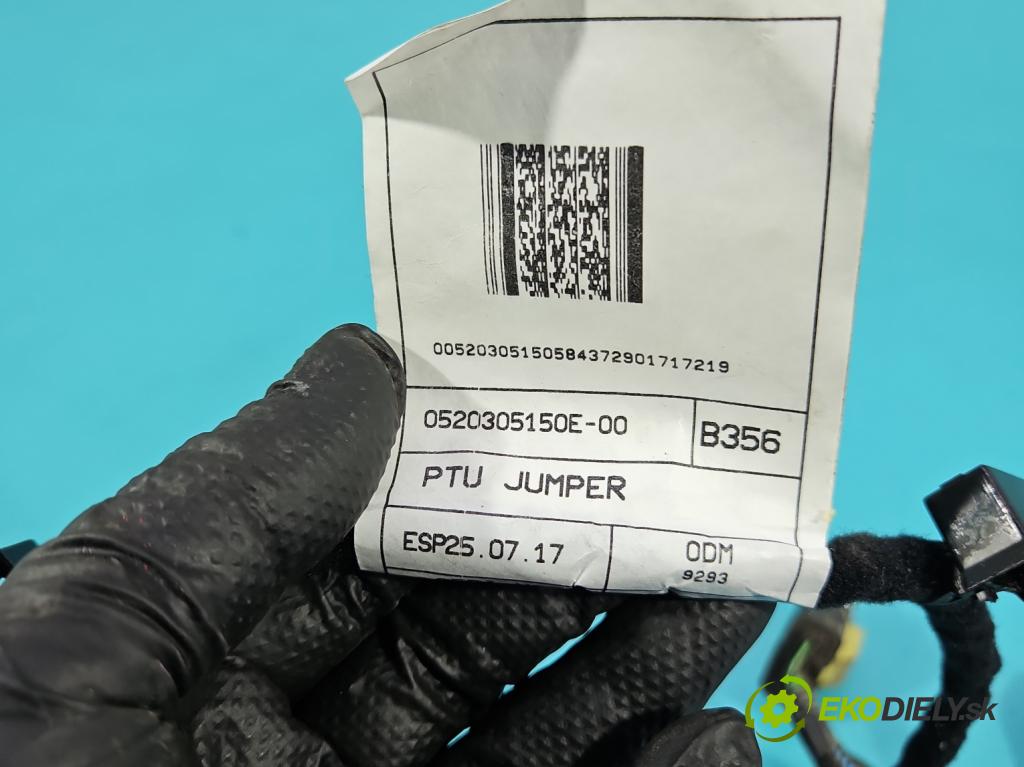 00520305150584372901717219
0520305150E-00
B356
PTU JUMPER
ESP25.07.17
ODM
9293
EKODIELY.sk